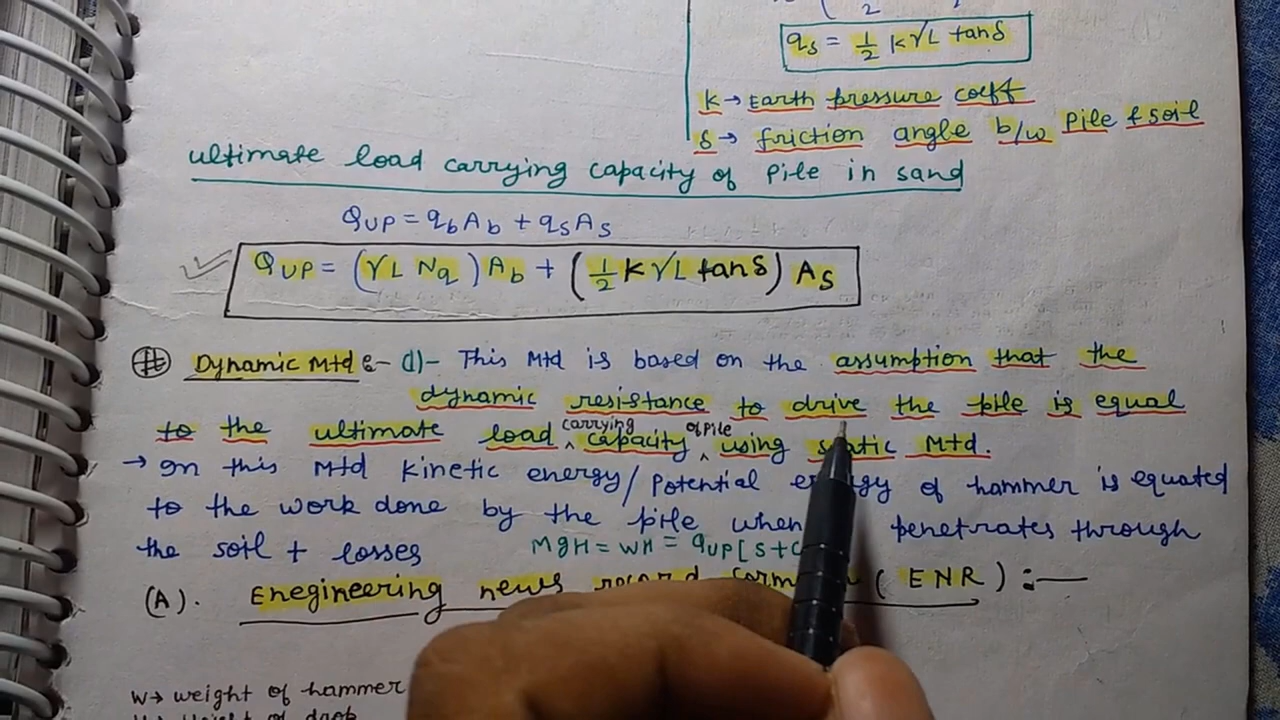 qs = 1/2 KγL tanδ
K → Earth pressure coeff
δ → friction angle b/w Pile & soil
ultimate load carrying capacity of Pile in sand
QUP = qbAb + qsAs
QUP = (γL Nq) Ab + (1/2 KγL tanδ) As
# Dynamic Mtd :- (1)- This Mtd is based on the assumption that the
dynamic resistance to drive the pile is equal
to the ultimate load carrying capacity of Pile using static Mtd.
→ In this Mtd Kinetic energy/Potential energy of hammer is equated
to the work done by the pile when penetrates through
the soil + losses MgH = WH = QUP[S+C
(A). Enegineering news record (ENR) :—
W → weight of hammer